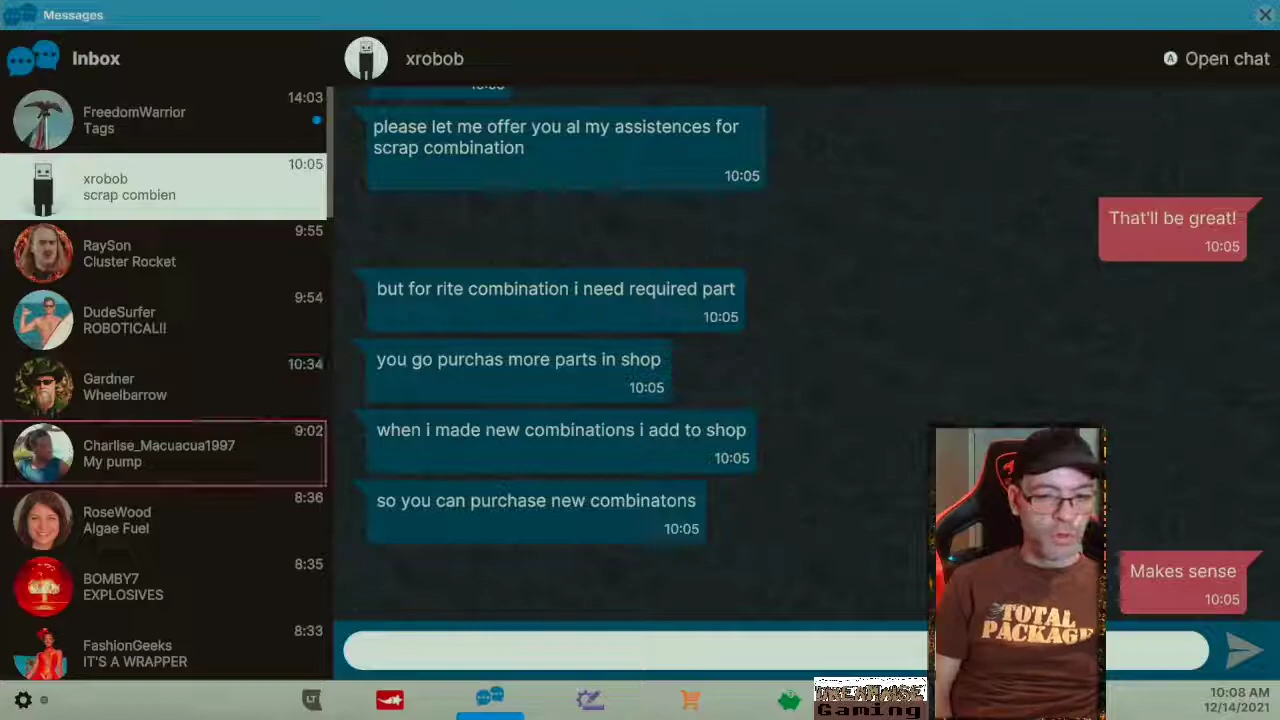 Messages
Inbox
xrobob
Open chat
A
FreedomWarrior
Tags
14:03
xrobob
scrap combien
10:05
RaySon
Cluster Rocket
9:55
DudeSurfer
ROBOTICAL!!
9:54
Gardner
Wheelbarrow
10:34
Charlise_Macuacua1997
My pump
9:02
RoseWood
Algae Fuel
8:36
BOMBY7
EXPLOSIVES
8:35
FashionGeeks
IT'S A WRAPPER
8:33
10:05
please let me offer you al my assistences for
scrap combination
10:05
That'll be great!
10:05
but for rite combination i need required part
10:05
you go purchas more parts in shop
10:05
when i made new combinations i add to shop
10:05
so you can purchase new combinatons
10:05
Makes sense
10:05
TOTAL
PACKAGE
LT
Gaming
10:08 AM
12/14/2021